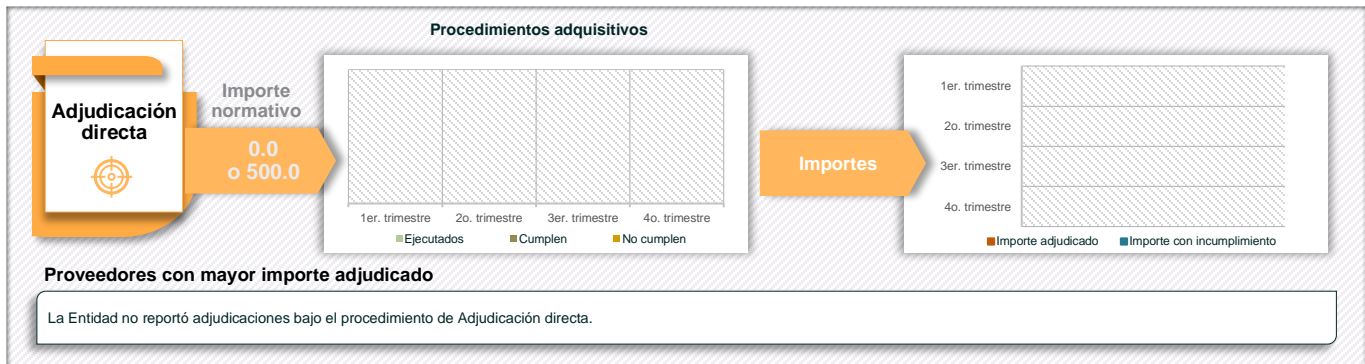 Procedimientos adquisitivos
Adjudicación
directa
Importe
normativo
0.0
o 500.0
1er. trimestre
2o. trimestre
3er. trimestre
4o. trimestre
Ejecutados
Cumplen
No cumplen
Importes
1er. trimestre
2o. trimestre
3er. trimestre
4o. trimestre
Importe adjudicado
Importe con incumplimiento
Proveedores con mayor importe adjudicado
La Entidad no reportó adjudicaciones bajo el procedimiento de Adjudicación directa.